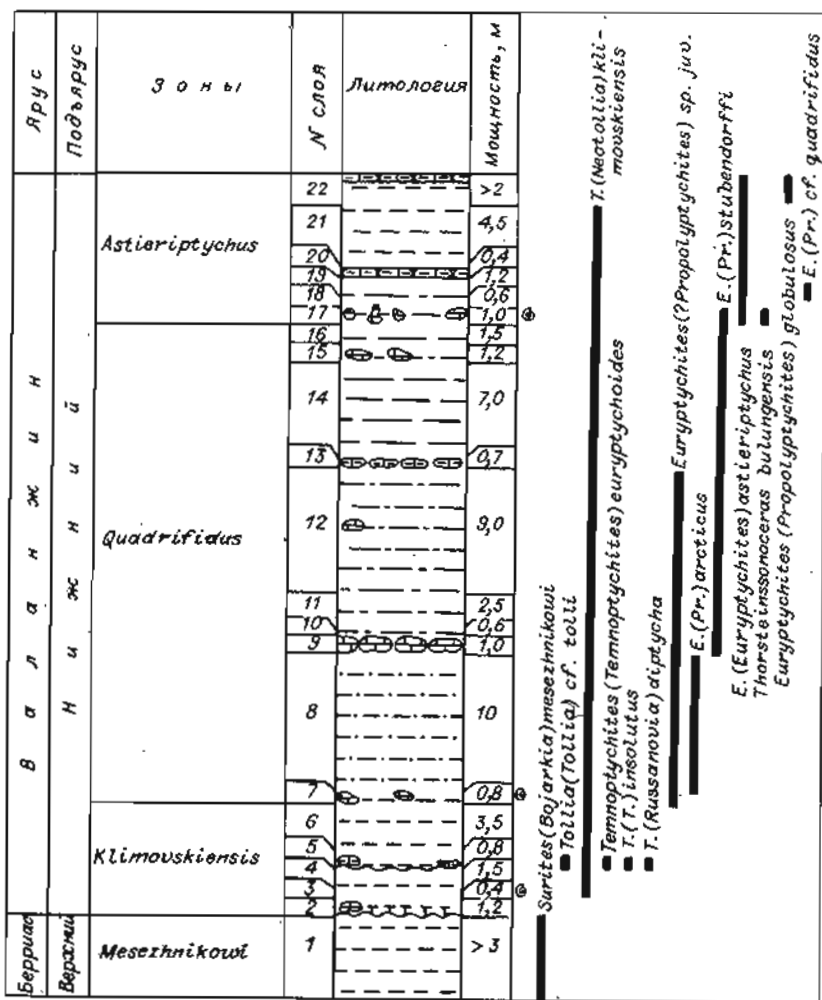 Ярус
Подъярус
Зоны
N слоя
Литология
Мощность, м
Валанжин
Нижний
Берриас
Верхний
Astieriptychus
Quadrifidus
Klimovskiensis
Mesezhnikowi
22 >2
21 4,5
20 0,4
19 1,2
18 0,6
17 1,0
16 1,5
15 1,2
14 7,0
13 0,7
12 9,0
11 2,5
10 0,6
9 1,0
8 10
7 0,8
6 3,5
5 0,8
4 1,5
3 0,4
2 1,2
1 >3
Surites (Bojarkia) mesezhnikowi
Tollia (Tollia) cf. tolli
T. (Neotollia) kli-
movskiensis
Temnoptychites (Temnoptychites) euryptychoides
T. (T.) insolutus
T. (Russanovia) diptycha
Euryptychites (?Propolyptychites) sp. juv.
E. (Pr.) arcticus
E. (Pr.) stubendorffi
E. (Euryptychites) astieriptychus
Thorsteinssonoceras bulungensis
Euryptychites (Propolyptychites) globulosus
E. (Pr.) cf. quadrifidus